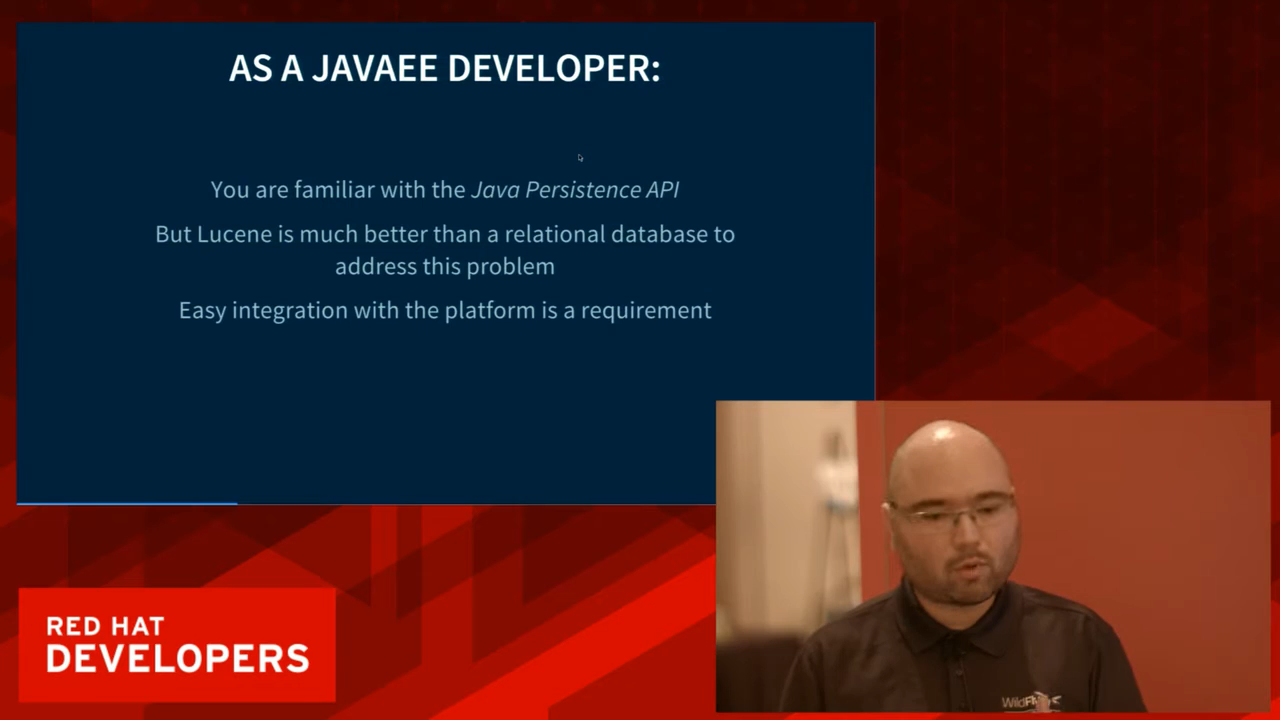 AS A JAVAEE DEVELOPER:
You are familiar with the Java Persistence API
But Lucene is much better than a relational database to
address this problem
Easy integration with the platform is a requirement
RED HAT
DEVELOPERS
WildFly